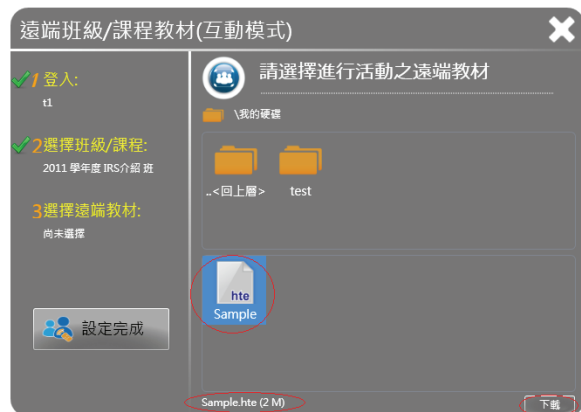 遠端班級/課程教材(互動模式)
1 登入:
t1
2選擇班級/課程:
2011 學年度 IRS介紹 班
3選擇遠端教材:
尚未選擇
設定完成
請選擇進行活動之遠端教材
\我的硬碟
..<回上層>
test
hte
Sample
Sample.hte (2 M)
下載